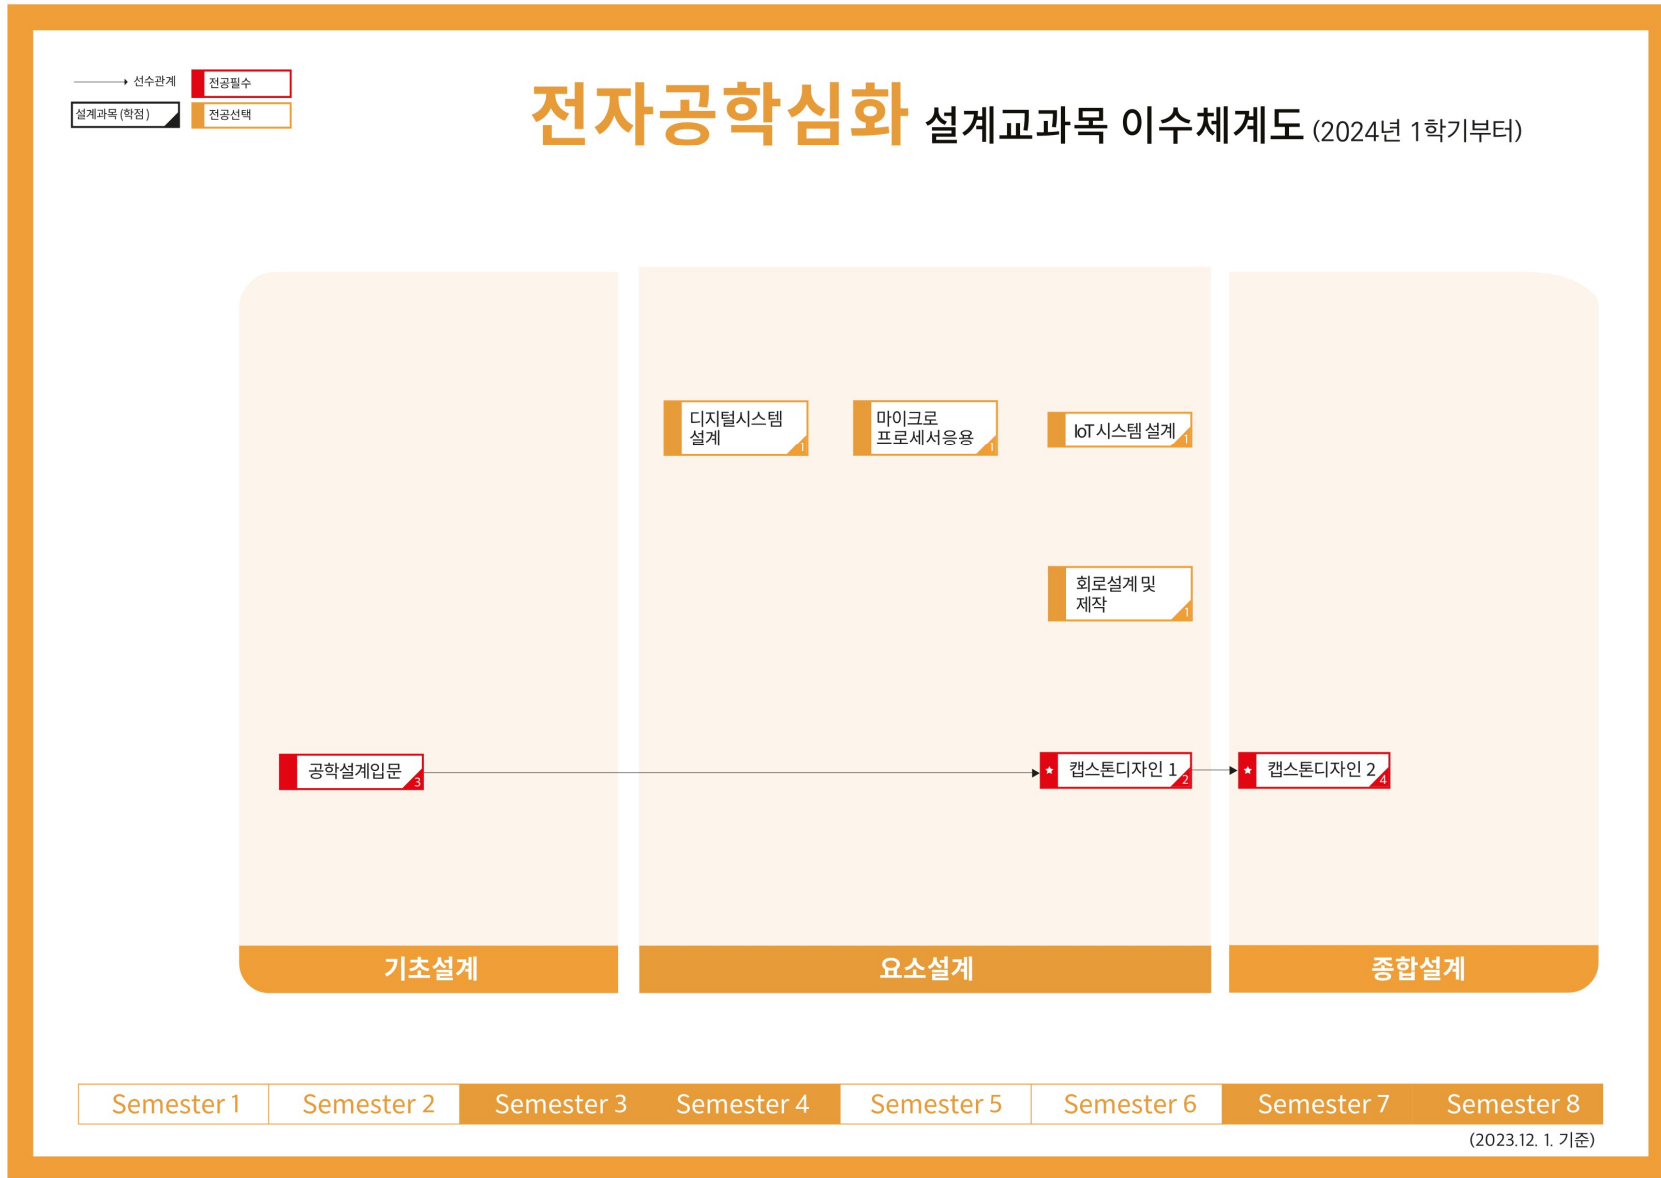 선수관계
전공필수
설계과목 (학점)
전공선택
전자공학심화 설계교과목 이수체계도 (2024년 1학기부터)
디지털시스템
설계
1
마이크로
프로세서응용
1
IoT 시스템 설계
1
회로설계 및
제작
1
공학설계입문
3
캡스톤디자인 1
2
캡스톤디자인 2
4
기초설계
요소설계
종합설계
Semester 1
Semester 2
Semester 3
Semester 4
Semester 5
Semester 6
Semester 7
Semester 8
(2023.12. 1. 기준)